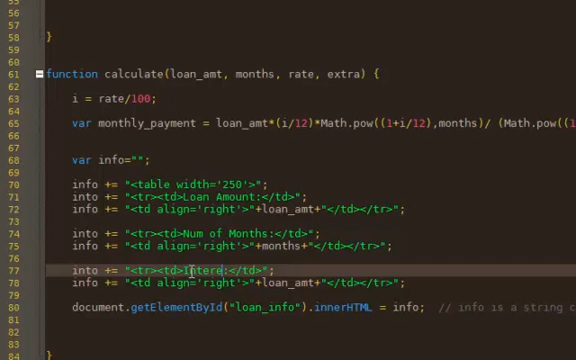 55
56
57
58 }
59
60
61 function calculate(loan_amt, months, rate, extra) {
62
63 i = rate/100;
64
65 var monthly_payment = loan_amt*(i/12)*Math.pow((1+i/12),months)/ (Math.pow((1
66
67
68 var info="";
69
70 info += "<table width='250'>";
71 info += "<tr><td>Loan Amount:</td>";
72 info += "<td align='right'>"+loan_amt+"</td></tr>";
73
74 info += "<tr><td>Num of Months:</td>";
75 info += "<td align='right'>"+months+"</td></tr>";
76
77 info += "<tr><td>Intere:</td>";
78 info += "<td align='right'>"+loan_amt+"</td></tr>";
79
80 document.getElementById("loan_info").innerHTML = info; // info is a string c
81
82
83
84 }